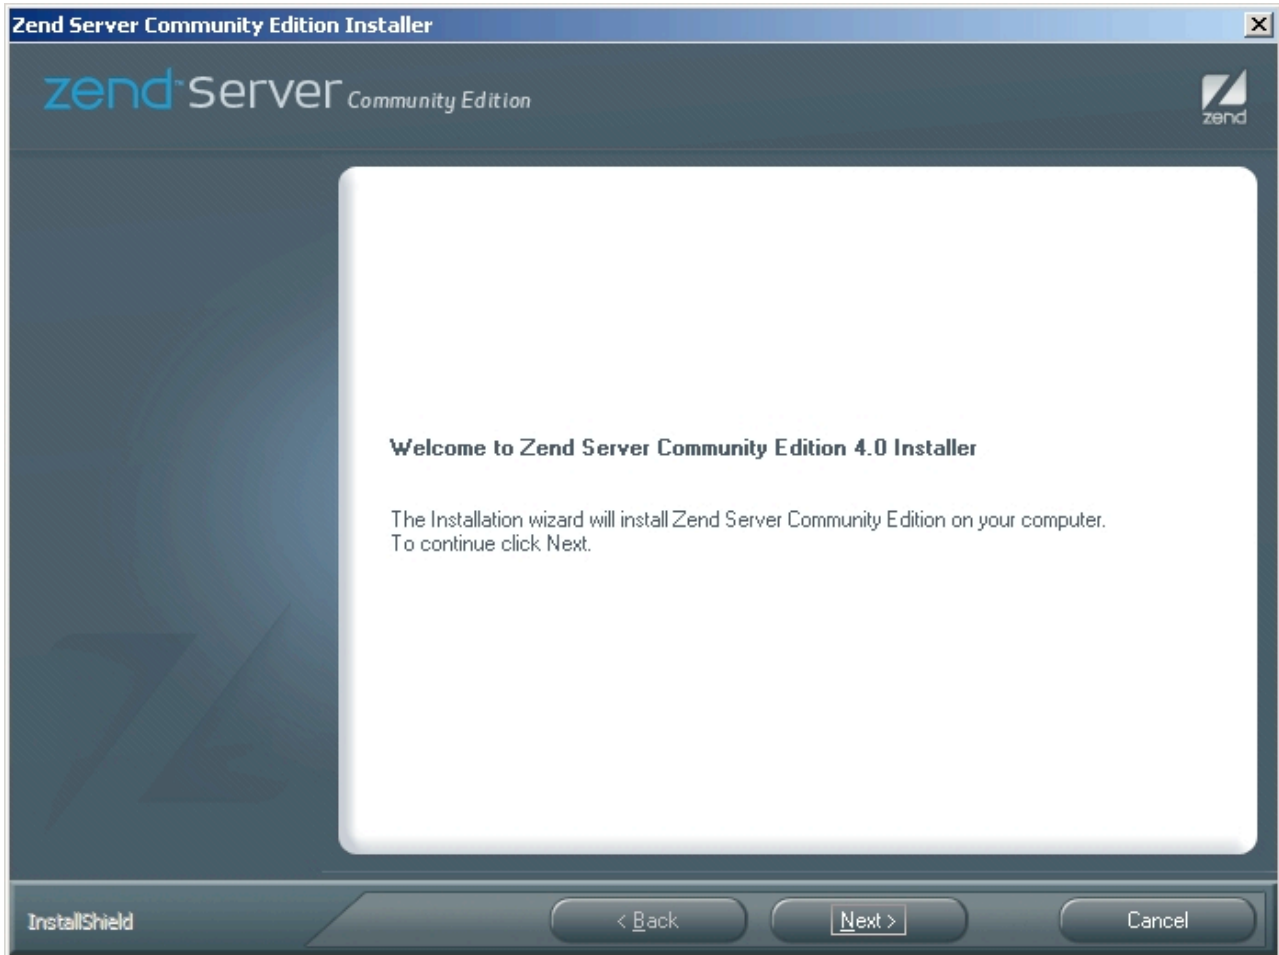 Zend Server Community Edition Installer
zend™ server Community Edition
zend
Welcome to Zend Server Community Edition 4.0 Installer
The Installation wizard will install Zend Server Community Edition on your computer.
To continue click Next.
InstallShield
< Back
Next >
Cancel